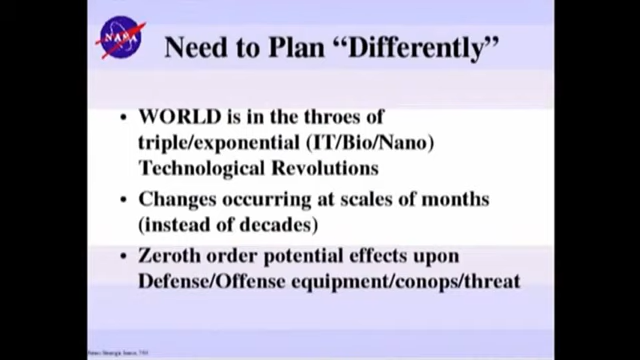 NASA
Need to Plan “Differently”
• WORLD is in the throes of
triple/exponential (IT/Bio/Nano)
Technological Revolutions
• Changes occurring at scales of months
(instead of decades)
• Zeroth order potential effects upon
Defense/Offense equipment/conops/threat